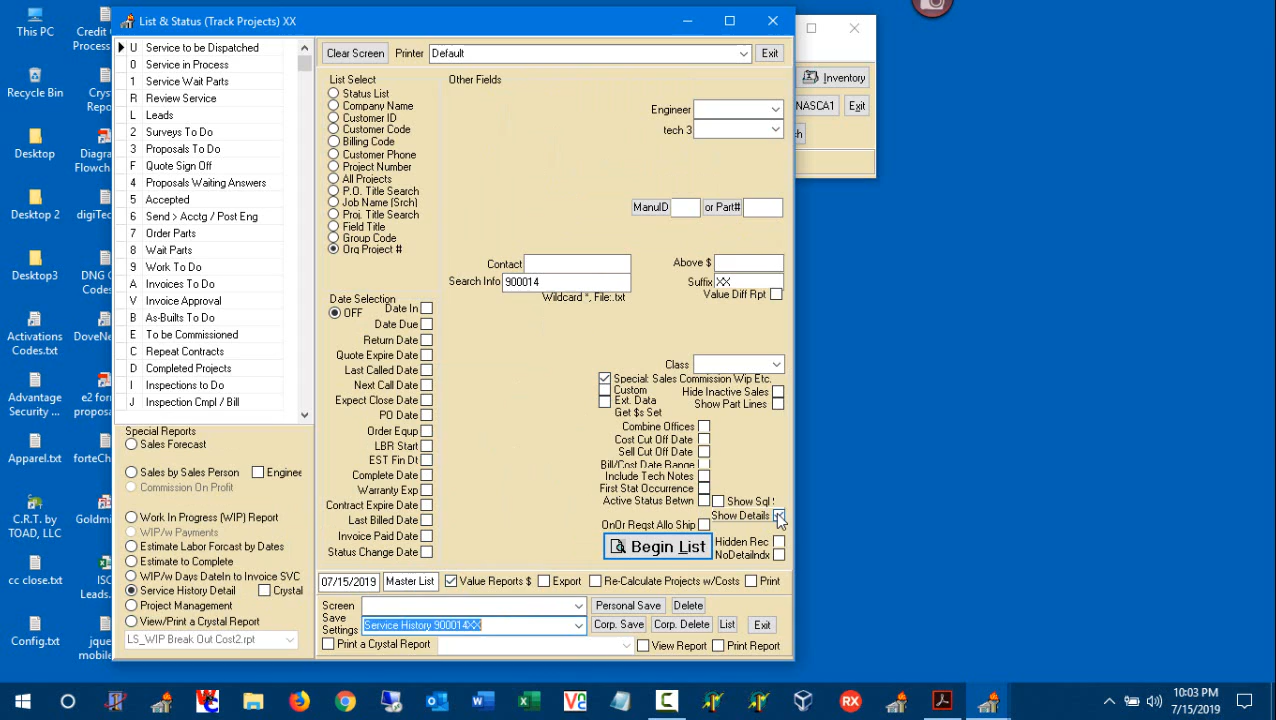 This PC
Credit C
Process
Recycle Bin
Crys
Repo
Desktop
Diagra
Flowch
Desktop 2
digiTec
Desktop3
DNG C
Codes.
Activations
Codes.txt
DoveNe
Advantage
Security ...
e2 form
proposa
Apparel.txt
forteCha
C.R.T. by
TOAD, LLC
Goldmi
cc close.txt
ISC
Leads.
Config.txt
jque
mobile
List & Status (Track Projects) XX
U Service to be Dispatched
0 Service in Process
1 Service Wait Parts
R Review Service
L Leads
2 Surveys To Do
3 Proposals To Do
F Quote Sign Off
4 Proposals Waiting Answers
5 Accepted
6 Send > Acctg / Post Eng
7 Order Parts
8 Wait Parts
9 Work To Do
A Invoices To Do
V Invoice Approval
B As-Builts To Do
E To be Commissioned
C Repeat Contracts
D Completed Projects
I Inspections to Do
J Inspection Cmpl / Bill
Special Reports
Sales Forecast
Sales by Sales Person Enginee
Commission On Profit
Work In Progress (WIP) Report
WIP/w Payments
Estimate Labor Forcast by Dates
Estimate to Complete
WIP/w Days DateIn to Invoice SVC
Service History Detail Crystal
Project Management
View/Print a Crystal Report
LS_WIP Break Out Cost2.rpt
Clear Screen Printer Default Exit
List Select
Status List
Company Name
Customer ID
Customer Code
Billing Code
Customer Phone
Project Number
All Projects
P.O. Title Search
Job Name (Srch)
Proj. Title Search
Field Title
Group Code
Org Project #
Other Fields
Engineer
tech 3
ManuID or Part#
Contact Above $
Search Info 900014 Suffix XX
Wildcard *, File:.txt Value Diff Rpt
Date Selection
OFF
Date In
Date Due
Return Date
Quote Expire Date
Last Called Date
Next Call Date
Expect Close Date
PO Date
Order Equp
LBR Start
EST Fin Dt
Complete Date
Warranty Exp
Contract Expire Date
Last Billed Date
Invoice Paid Date
Status Change Date
Class
Special: Sales Commission Wip Etc.
Custom Hide Inactive Sales
Ext. Data Show Part Lines
Get $s Set
Combine Offices
Cost Cut Off Date
Sell Cut Off Date
Bill/Cost Date Range
Include Tech Notes
First Stat Occurrence
Active Status Betwn Show Sql
Show Details
OnOr Reqst Allo Ship
Begin List Hidden Rec
NoDetailndx
07/15/2019 Master List Value Reports $ Export Re-Calculate Projects w/Costs Print
Screen Save Settings
Personal Save Delete
Service History 900014XX Corp. Save Corp. Delete List Exit
Print a Crystal Report View Report Print Report
Inventory
NASCA1 Exit
10:03 PM
7/15/2019